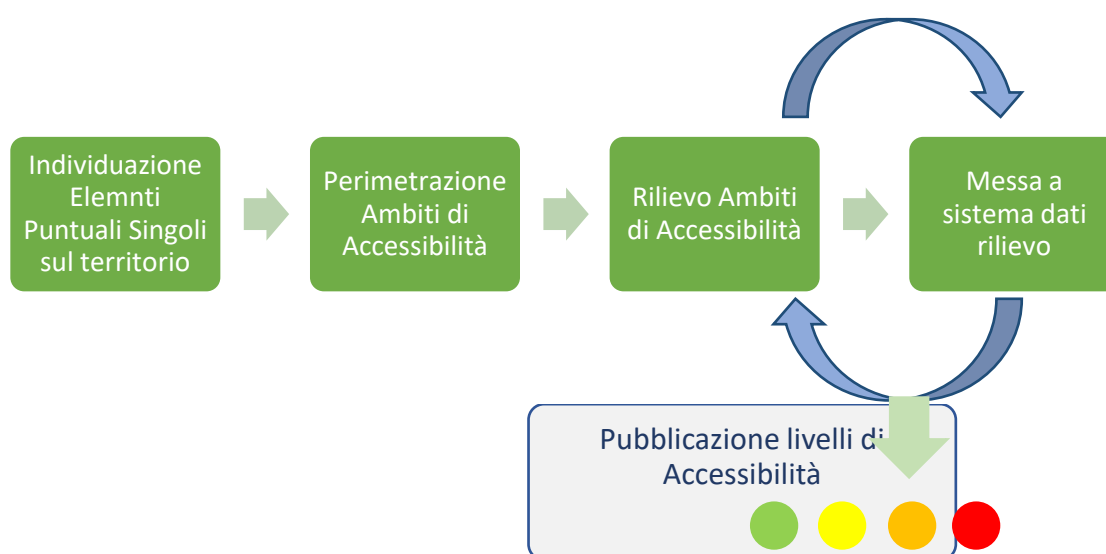 Individuazione
Elemnti
Puntuali Singoli
sul territorio
Perimetrazione
Ambiti di
Accessibilità
Rilievo Ambiti
di Accessibilità
Messa a
sistema dati
rilievo
Pubblicazione livelli di
Accessibilità